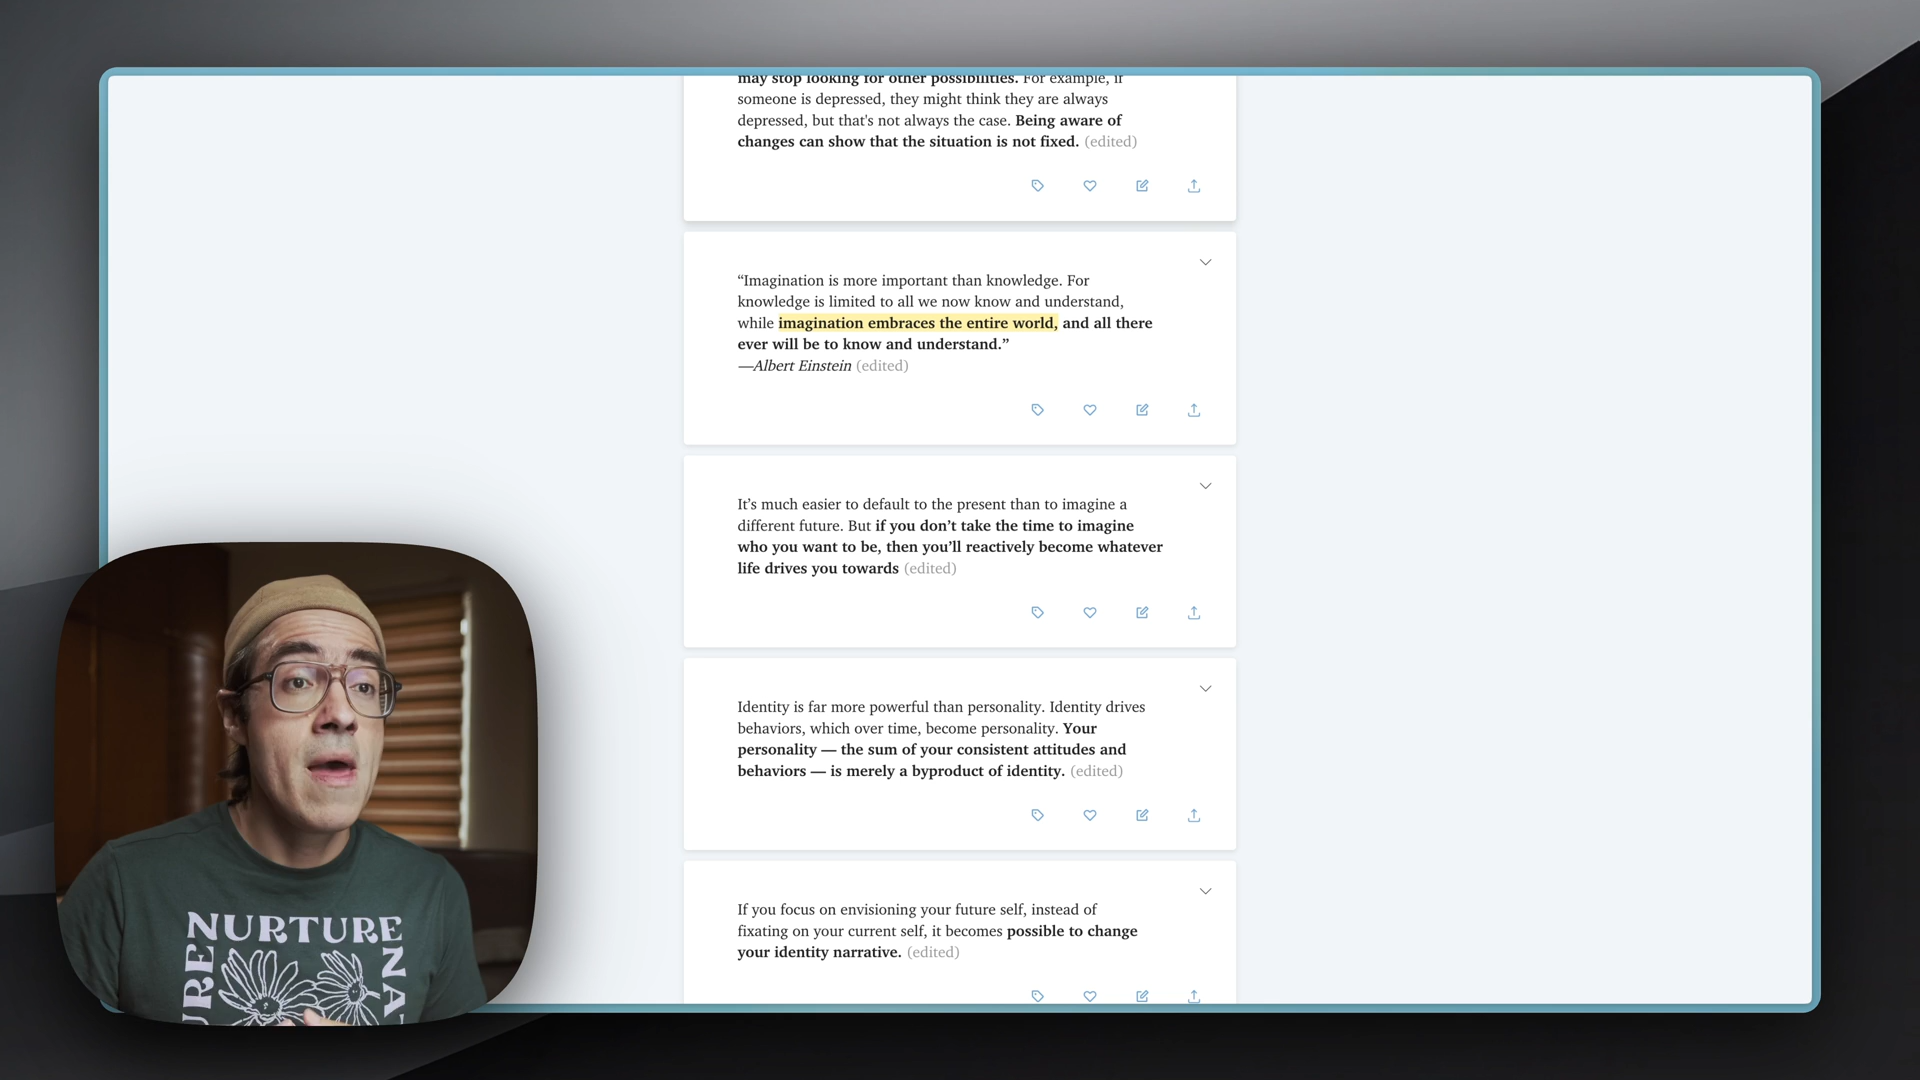 may stop looking for other possibilities. For example, if
someone is depressed, they might think they are always
depressed, but that's not always the case. Being aware of
changes can show that the situation is not fixed. (edited)
“Imagination is more important than knowledge. For
knowledge is limited to all we now know and understand,
while imagination embraces the entire world, and all there
ever will be to know and understand.”
—Albert Einstein (edited)
It’s much easier to default to the present than to imagine a
different future. But if you don’t take the time to imagine
who you want to be, then you’ll reactively become whatever
life drives you towards (edited)
Identity is far more powerful than personality. Identity drives
behaviors, which over time, become personality. Your
personality — the sum of your consistent attitudes and
behaviors — is merely a byproduct of identity. (edited)
If you focus on envisioning your future self, instead of
fixating on your current self, it becomes possible to change
your identity narrative. (edited)
NURTURE